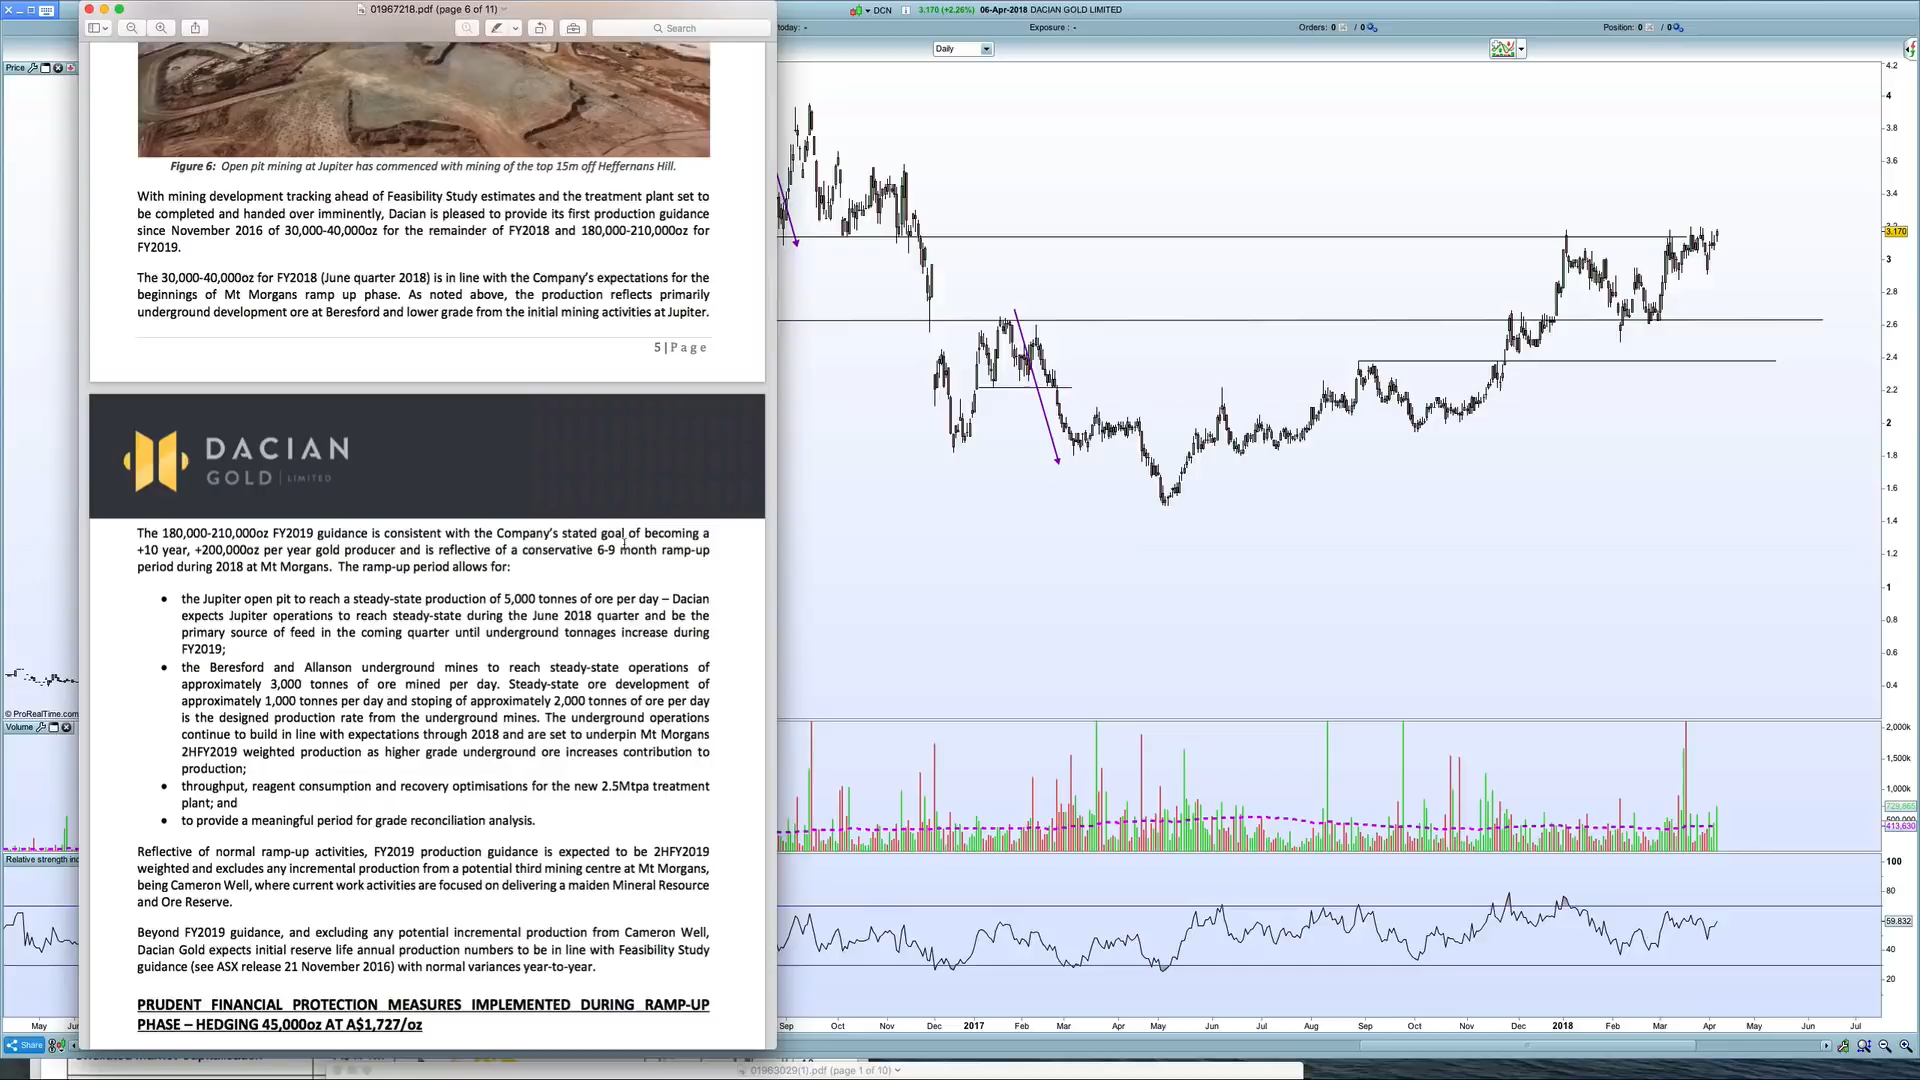 01967218.pdf (page 6 of 11)
Search
Figure 6: Open pit mining at Jupiter has commenced with mining of the top 15m off Heffernans Hill.
With mining development tracking ahead of Feasibility Study estimates and the treatment plant set to
be completed and handed over imminently, Dacian is pleased to provide its first production guidance
since November 2016 of 30,000-40,000oz for the remainder of FY2018 and 180,000-210,000oz for
FY2019.
The 30,000-40,000oz for FY2018 (June quarter 2018) is in line with the Company's expectations for the
beginnings of Mt Morgans ramp up phase. As noted above, the production reflects primarily
underground development ore at Beresford and lower grade from the initial mining activities at Jupiter.
5 | Page
DACIAN
GOLD | LIMITED
The 180,000-210,000oz FY2019 guidance is consistent with the Company's stated goal of becoming a
+10 year, +200,000oz per year gold producer and is reflective of a conservative 6-9 month ramp-up
period during 2018 at Mt Morgans. The ramp-up period allows for:
• the Jupiter open pit to reach a steady-state production of 5,000 tonnes of ore per day – Dacian
expects Jupiter operations to reach steady-state during the June 2018 quarter and be the
primary source of feed in the coming quarter until underground tonnages increase during
FY2019;
• the Beresford and Allanson underground mines to reach steady-state operations of
approximately 3,000 tonnes of ore mined per day. Steady-state ore development of
approximately 1,000 tonnes per day and stoping of approximately 2,000 tonnes of ore per day
is the designed production rate from the underground mines. The underground operations
continue to build in line with expectations through 2018 and are set to underpin Mt Morgans
2HFY2019 weighted production as higher grade underground ore increases contribution to
production;
• throughput, reagent consumption and recovery optimisations for the new 2.5Mtpa treatment
plant; and
• to provide a meaningful period for grade reconciliation analysis.
Reflective of normal ramp-up activities, FY2019 production guidance is expected to be 2HFY2019
weighted and excludes any incremental production from a potential third mining centre at Mt Morgans,
being Cameron Well, where current work activities are focused on delivering a maiden Mineral Resource
and Ore Reserve.
Beyond FY2019 guidance, and excluding any potential incremental production from Cameron Well,
Dacian Gold expects initial reserve life annual production numbers to be in line with Feasibility Study
guidance (see ASX release 21 November 2016) with normal variances year-to-year.
PRUDENT FINANCIAL PROTECTION MEASURES IMPLEMENTED DURING RAMP-UP
PHASE – HEDGING 45,000oz AT A$1,727/oz
Price
© ProRealTime.com
Volume
Relative strength ind
May
Share
DCN 3.170 (+2.26%) 06-Apr-2018 DACIAN GOLD LIMITED
today: - Exposure : - Orders: 0 / 0 Position: 0 / 0
Daily
4.2
4
3.8
3.6
3.4
3.2
3.170
3
2.8
2.6
2.4
2.2
2
1.8
1.6
1.4
1.2
1
0.8
0.6
0.4
2,000k
1,500k
1,000k
729,865
500,000
413,630
100
80
59.832
40
20
Sep Oct Nov Dec 2017 Feb Mar Apr May Jun Jul Aug Sep Oct Nov Dec 2018 Feb Mar Apr May Jun Jul
01963029(1).pdf (page 1 of 10)